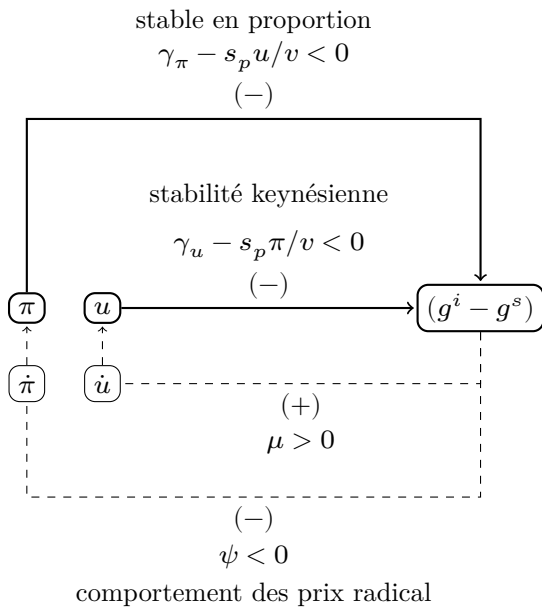 stable en proportion
γ_π − s_p u/v < 0
(−)
stabilité keynésienne
γ_u − s_p π/v < 0
(−)
π u (g^i − g^s)
π̇ u̇
(+)
μ > 0
(−)
ψ < 0
comportement des prix radical